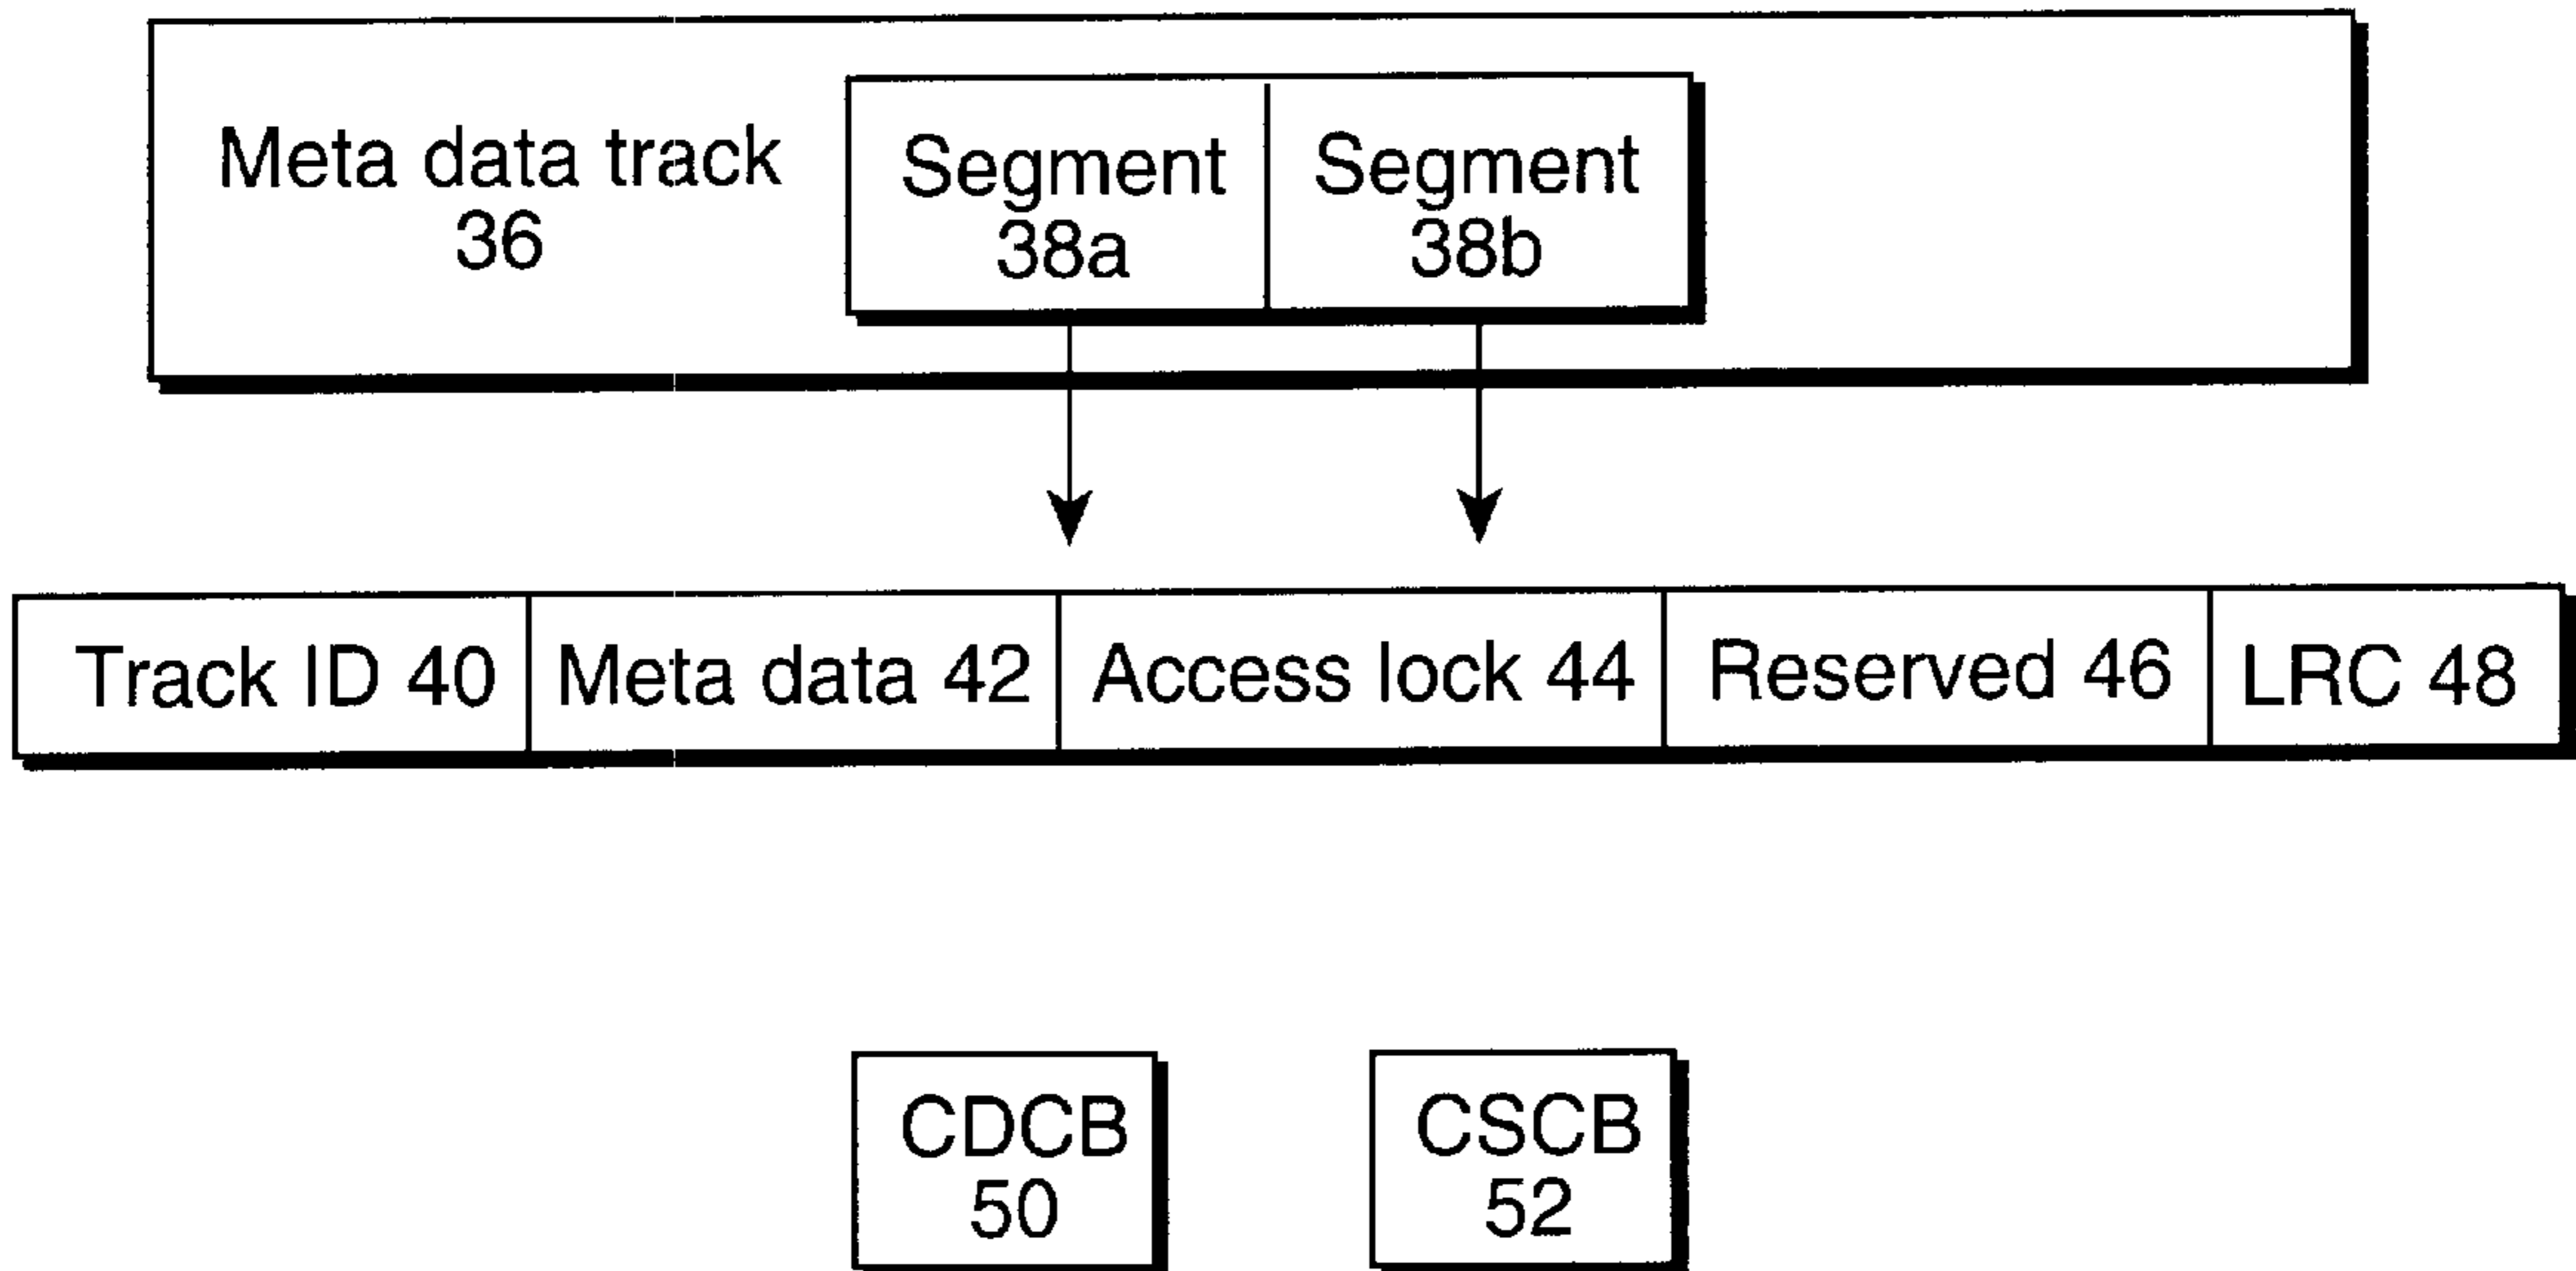 Meta data track
36
Segment
38a
Segment
38b
Track ID 40
Meta data 42
Access lock 44
Reserved 46
LRC 48
CDCB
50
CSCB
52